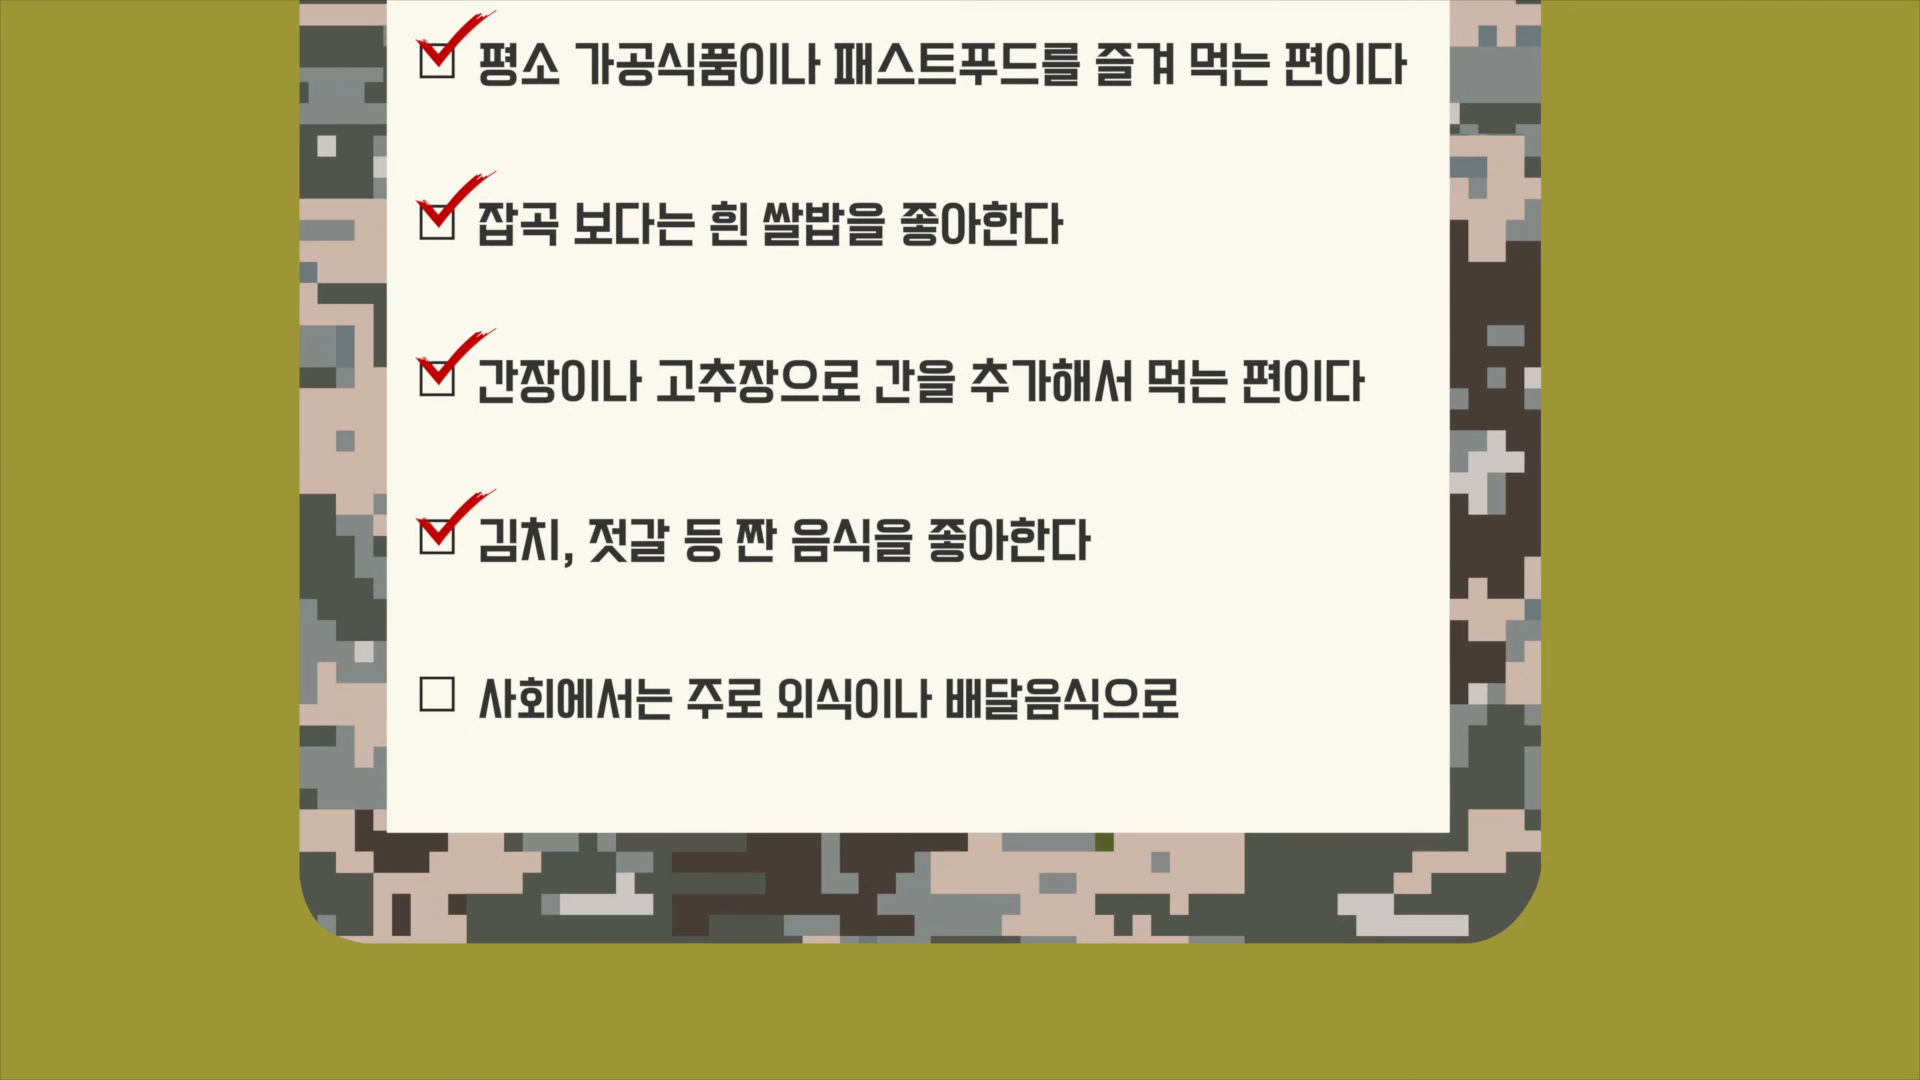 평소 가공식품이나 패스트푸드를 즐겨 먹는 편이다
잡곡 보다는 흰 쌀밥을 좋아한다
간장이나 고추장으로 간을 추가해서 먹는 편이다
김치, 젓갈 등 짠 음식을 좋아한다
사회에서는 주로 외식이나 배달음식으로